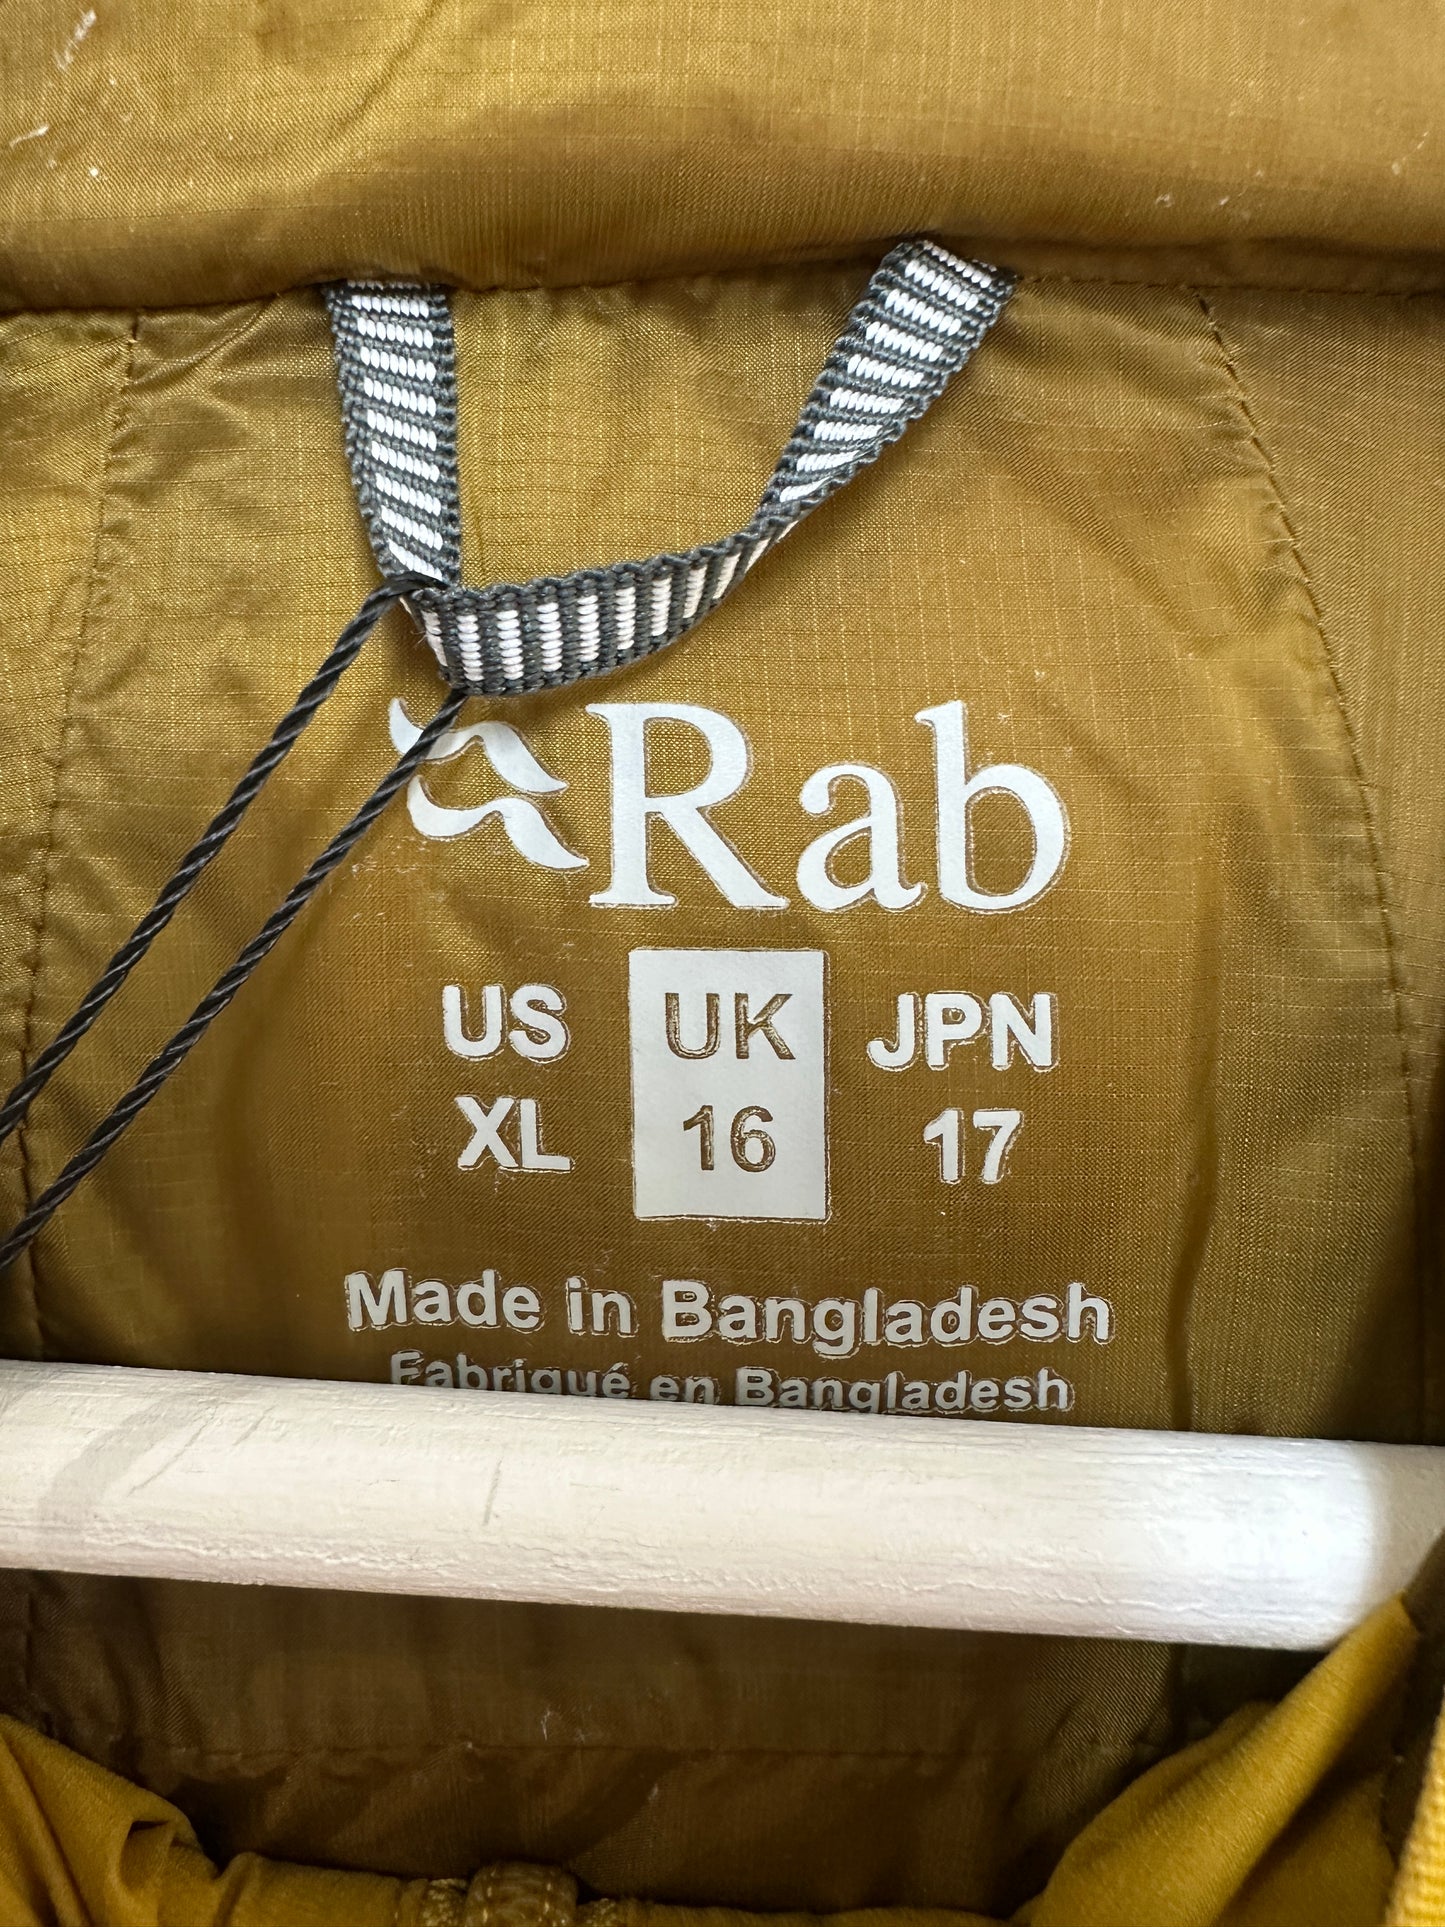 Rab
US UK JPN
XL 16 17
Made in Bangladesh
Fabriqué en Bangladesh